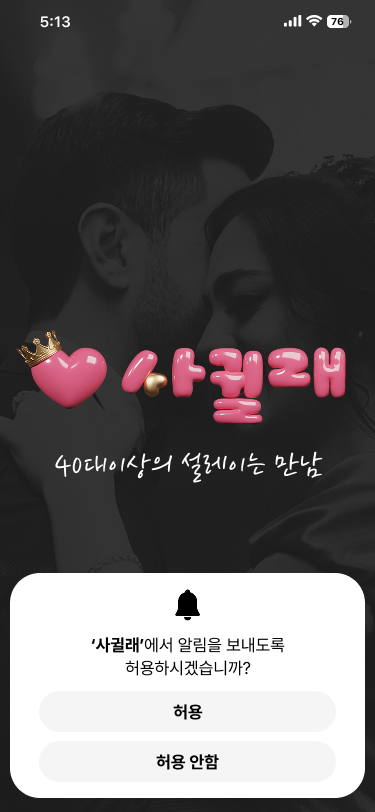 5:13
76
사귈래
40대이상의 설레이는 만남
‘사귈래’에서 알림을 보내도록
허용하시겠습니까?
허용
허용 안함